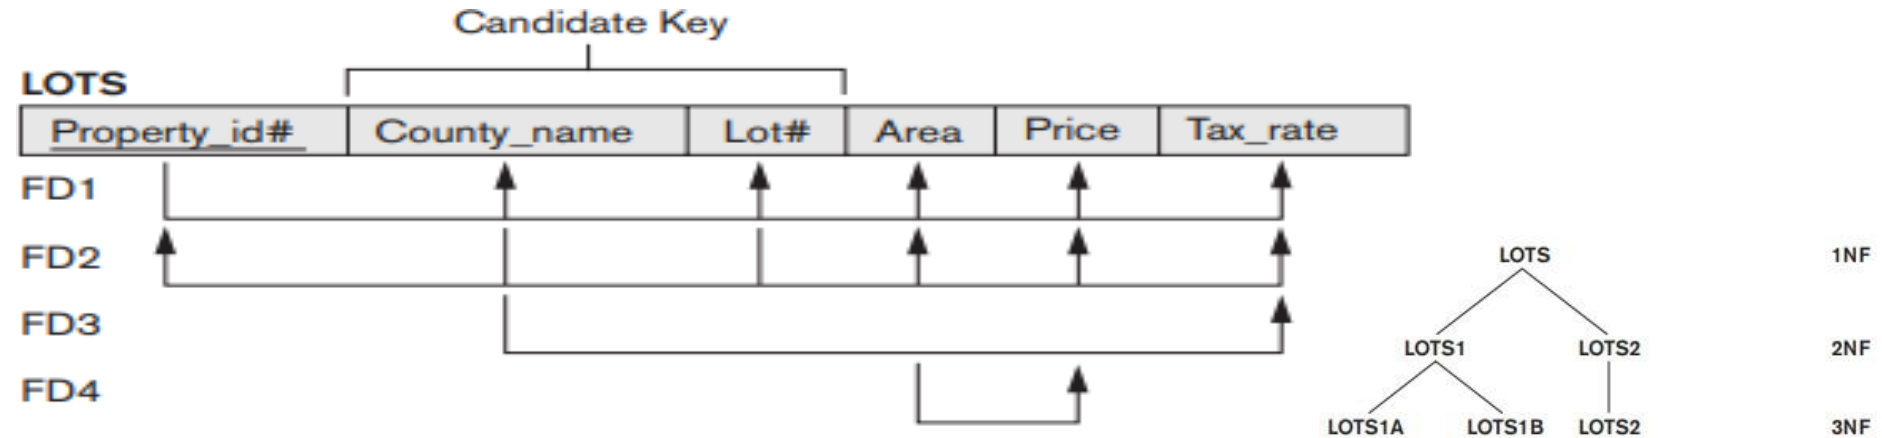 Candidate Key
LOTS
Property_id# County_name Lot# Area Price Tax_rate
FD1
FD2
FD3
FD4
LOTS 1NF
LOTS1 LOTS2 2NF
LOTS1A LOTS1B LOTS2 3NF